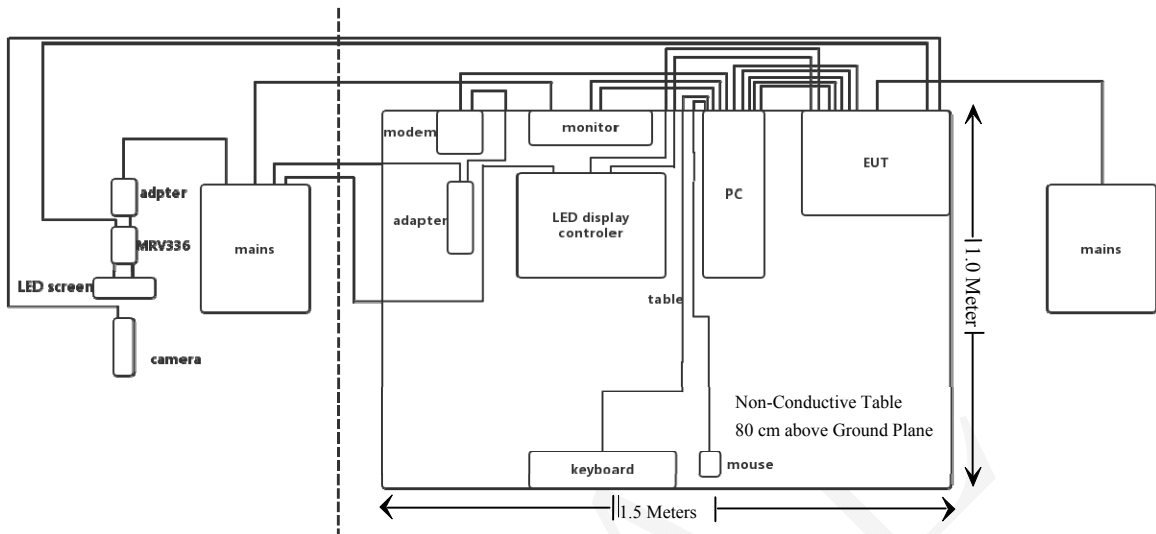 modem
monitor
EUT
adpter
adapter
PC
LED display
controler
MRV336
mains
mains
LED screen
table
1.0 Meter
camera
Non-Conductive Table
80 cm above Ground Plane
keyboard
mouse
1.5 Meters